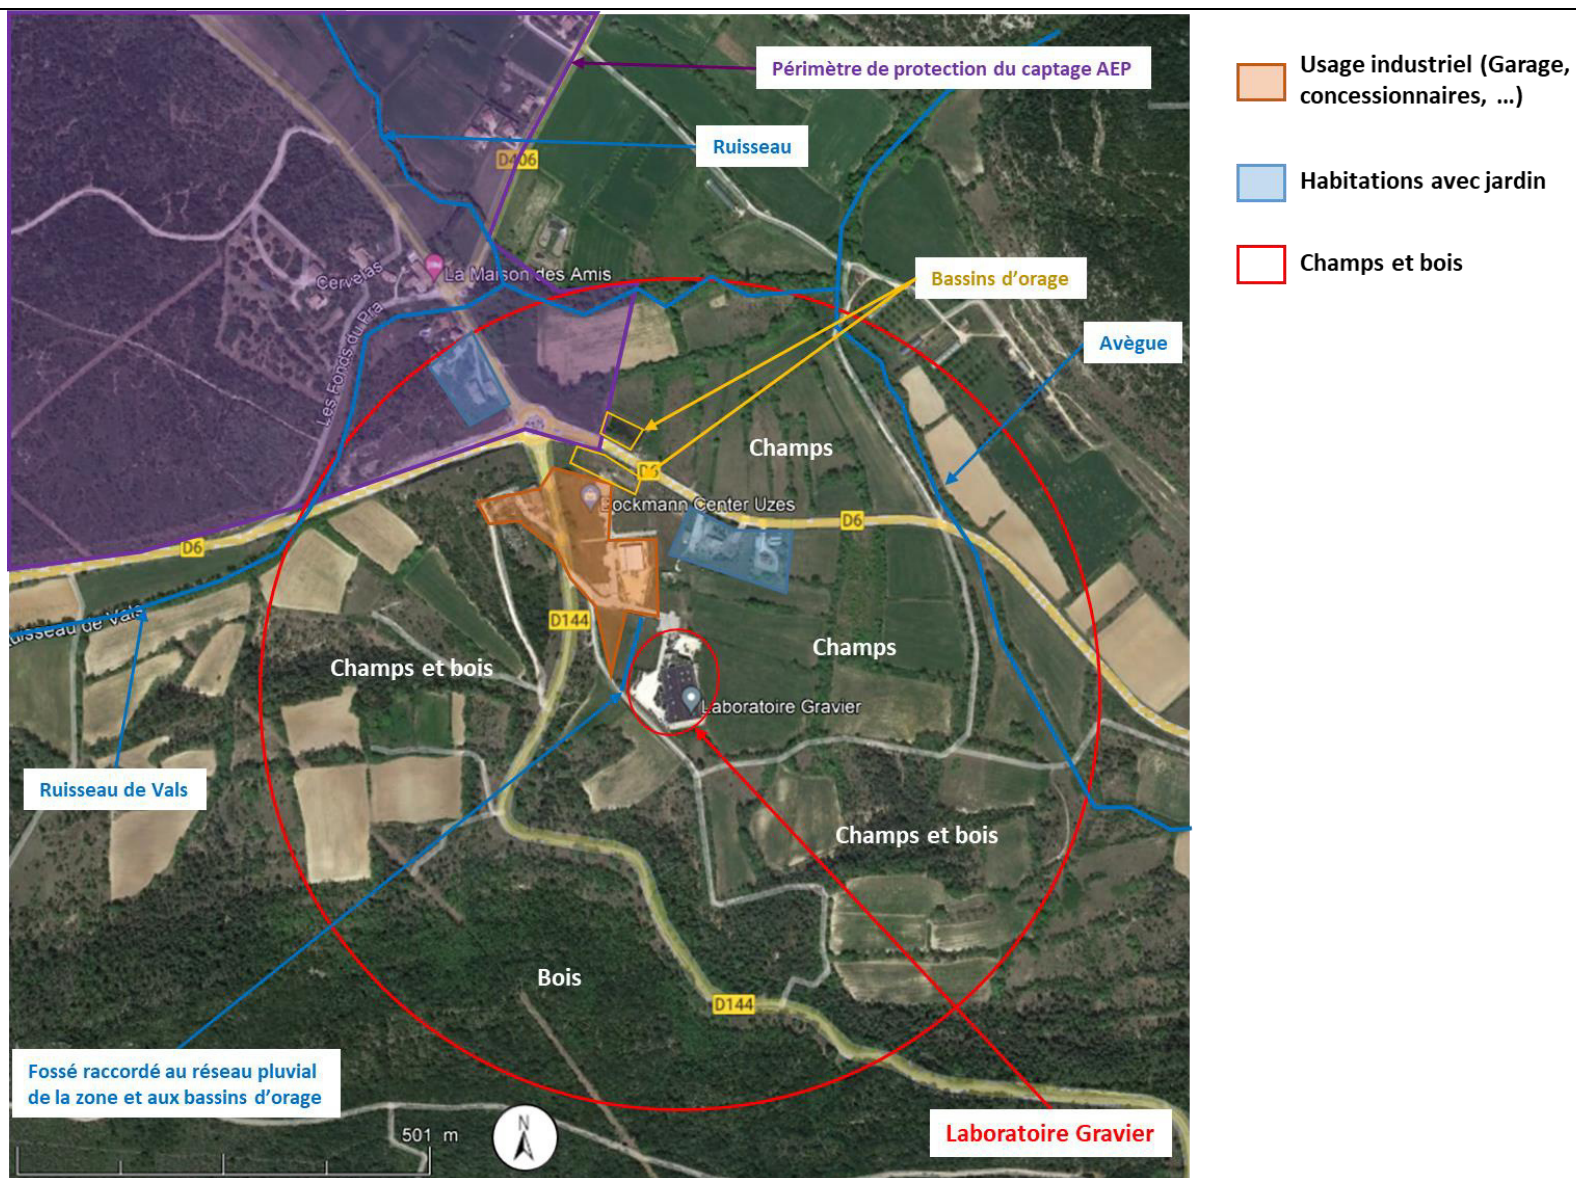 Périmètre de protection du captage AEP
Usage industriel (Garage,
concessionnaires, ...)
Ruisseau
D406
Habitations avec jardin
La Maison des Amis
Cervelas
Bassins d'orage
Champs et bois
Avègue
Les Fonds du Pra
Champs
D6
Bockmann Center Uzes
D6
D6
Ruisseau de Vals
D144
Champs et bois
Champs
Laboratoire Gravier
Ruisseau de Vals
Champs et bois
Bois
D144
Fossé raccordé au réseau pluvial
de la zone et aux bassins d'orage
501 m
N
Laboratoire Gravier